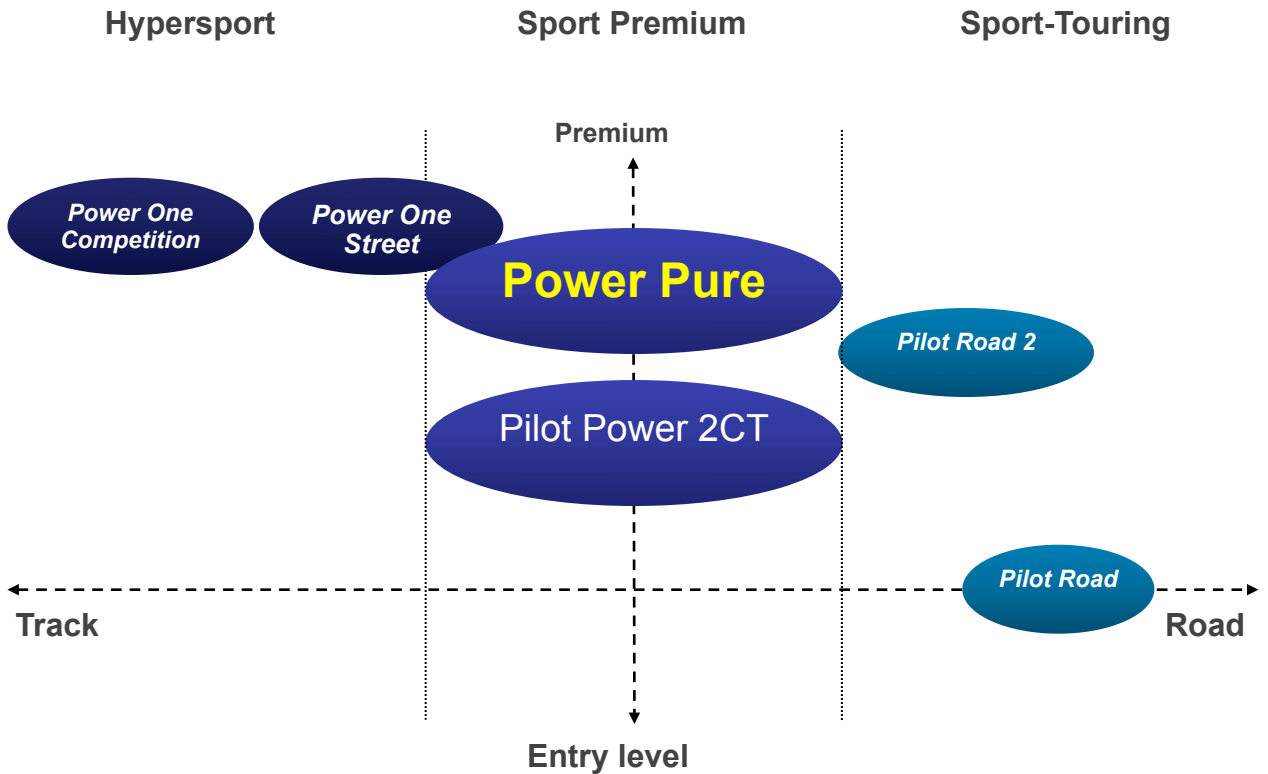 Hypersport
Sport Premium
Sport-Touring
Premium
Power One
Competition
Power One
Street
Power Pure
Pilot Road 2
Pilot Power 2CT
Pilot Road
Track
Road
Entry level